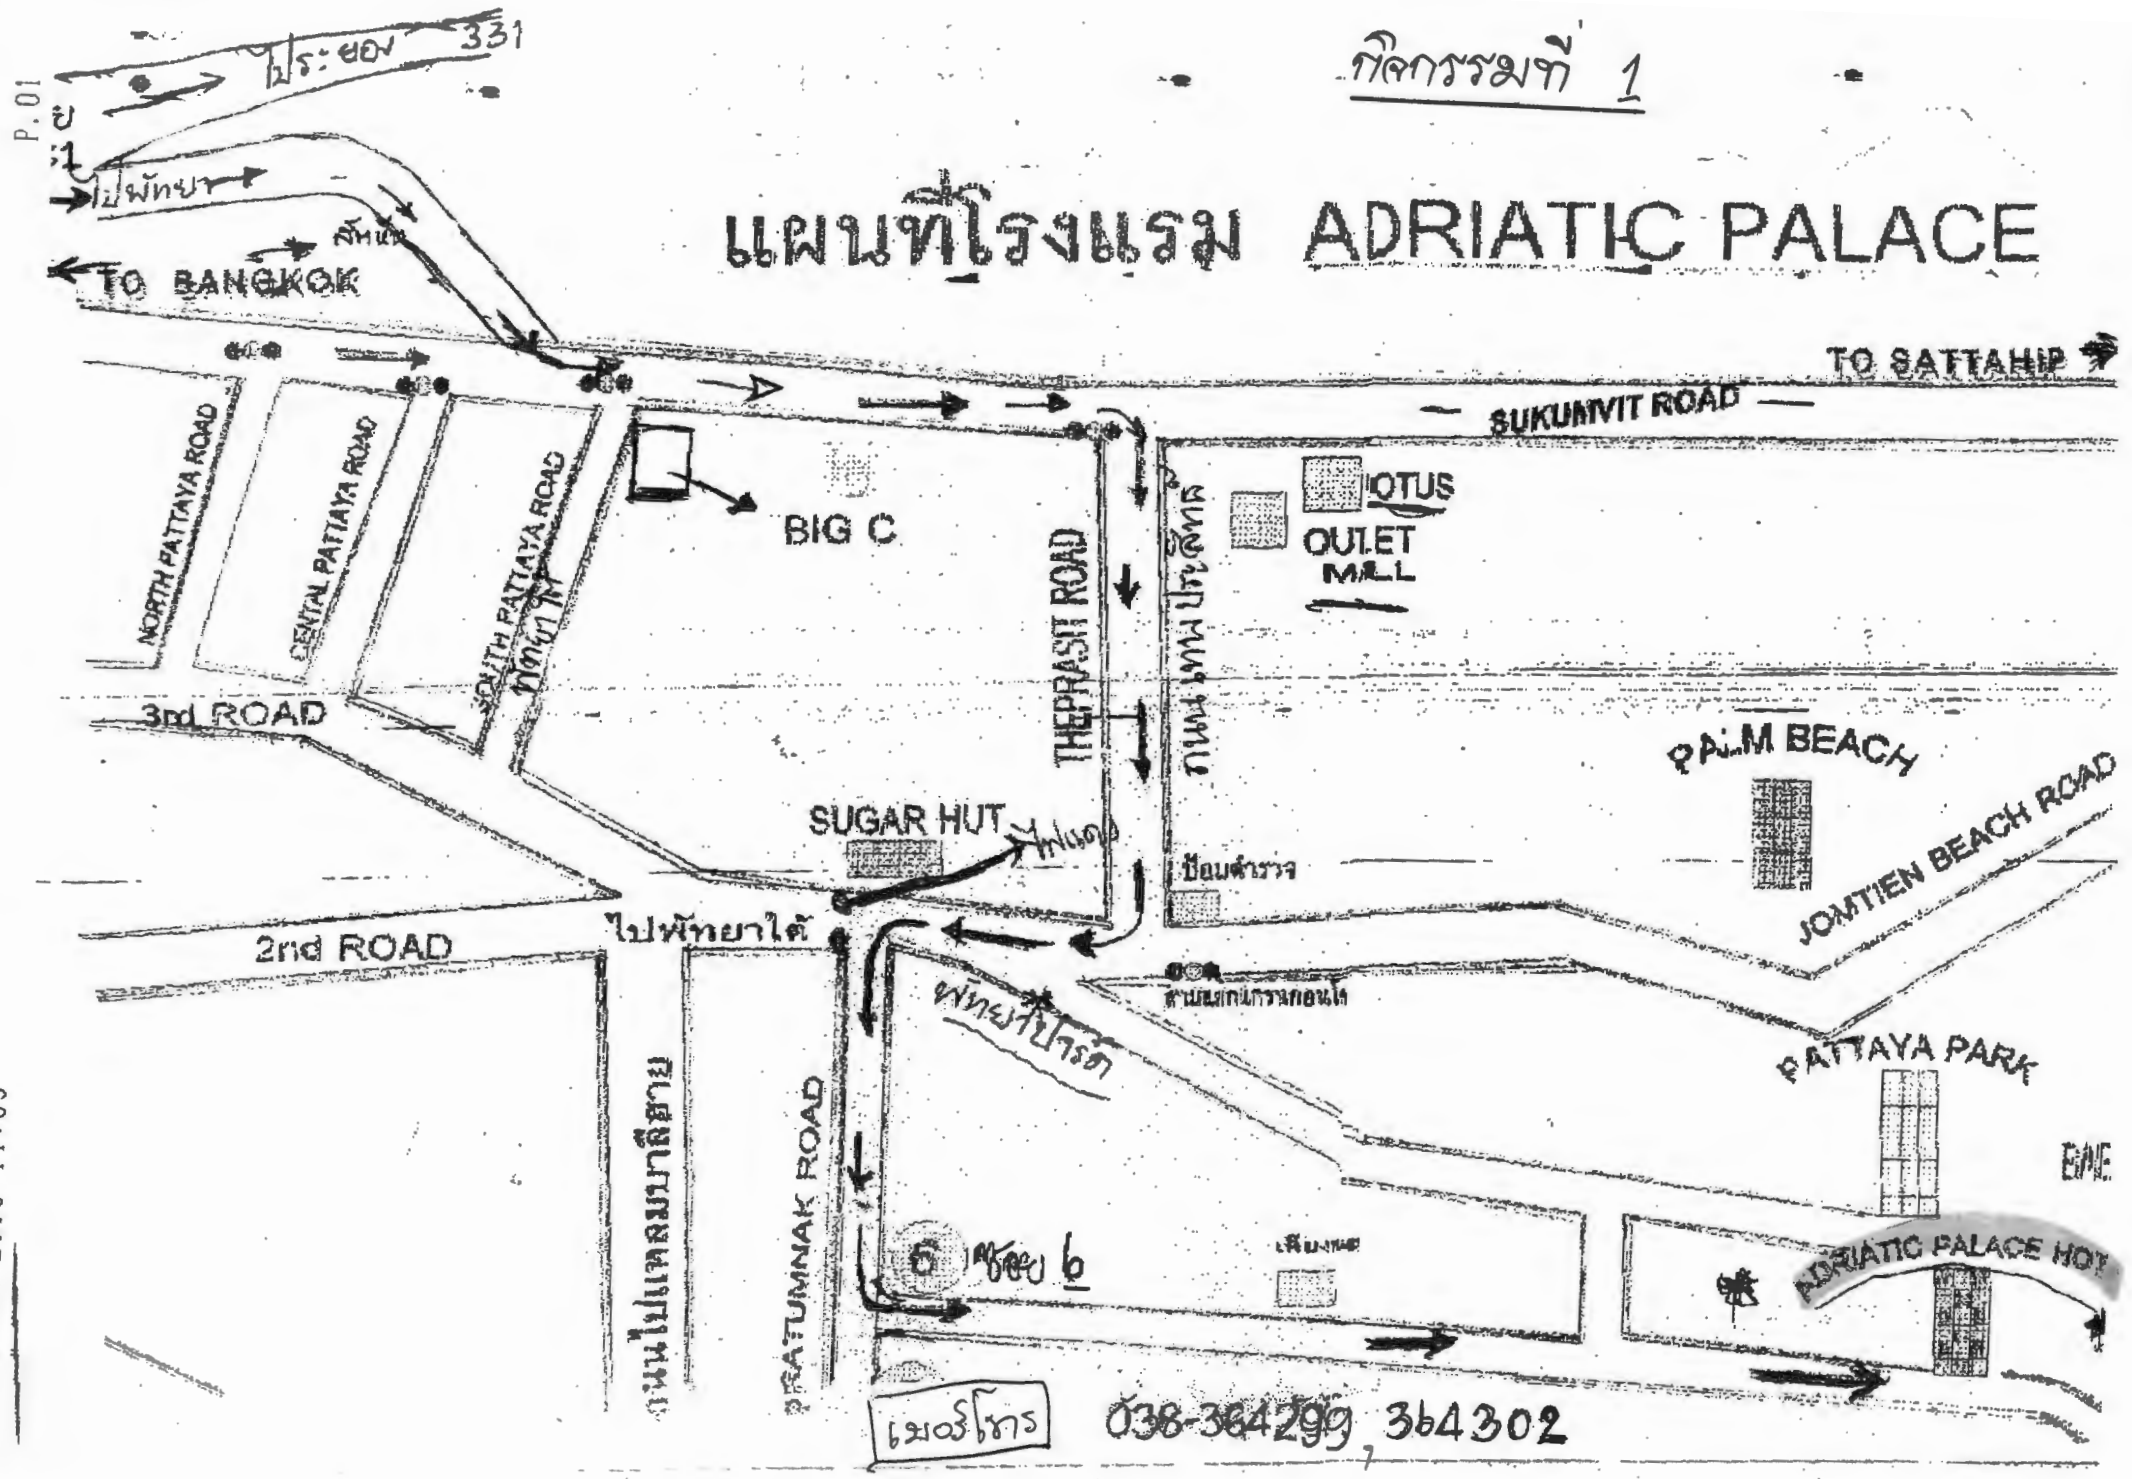 P.01
ไประยอง 331
กิจกรรมที่ 1
ไปพัทยา
แผนที่โรงแรม ADRIATIC PALACE
TO BANGKOK
TO SATTAHIP
SUKUMVIT ROAD
NORTH PATTAYA ROAD
CENTAL PATTAYA ROAD
SOUTH PATTAYA ROAD
พัทยาใต้
BIG C
THEPRASIT ROAD
ถนนเทพประสิทธิ์
LOTUS
OUTLET
MALL
3rd ROAD
PALM BEACH
JOMTIEN BEACH ROAD
SUGAR HUT
ไฟแดง
ป้อมตำรวจ
ไปพัทยาใต้
2nd ROAD
พัทยาปาร์ค
PATTAYA PARK
ถนนไปแหลมบาลีฮาย
PRATUMNAK ROAD
6 ซอย 6
ADRIATIC PALACE HOT
เบอร์โทร 038-364299, 364302